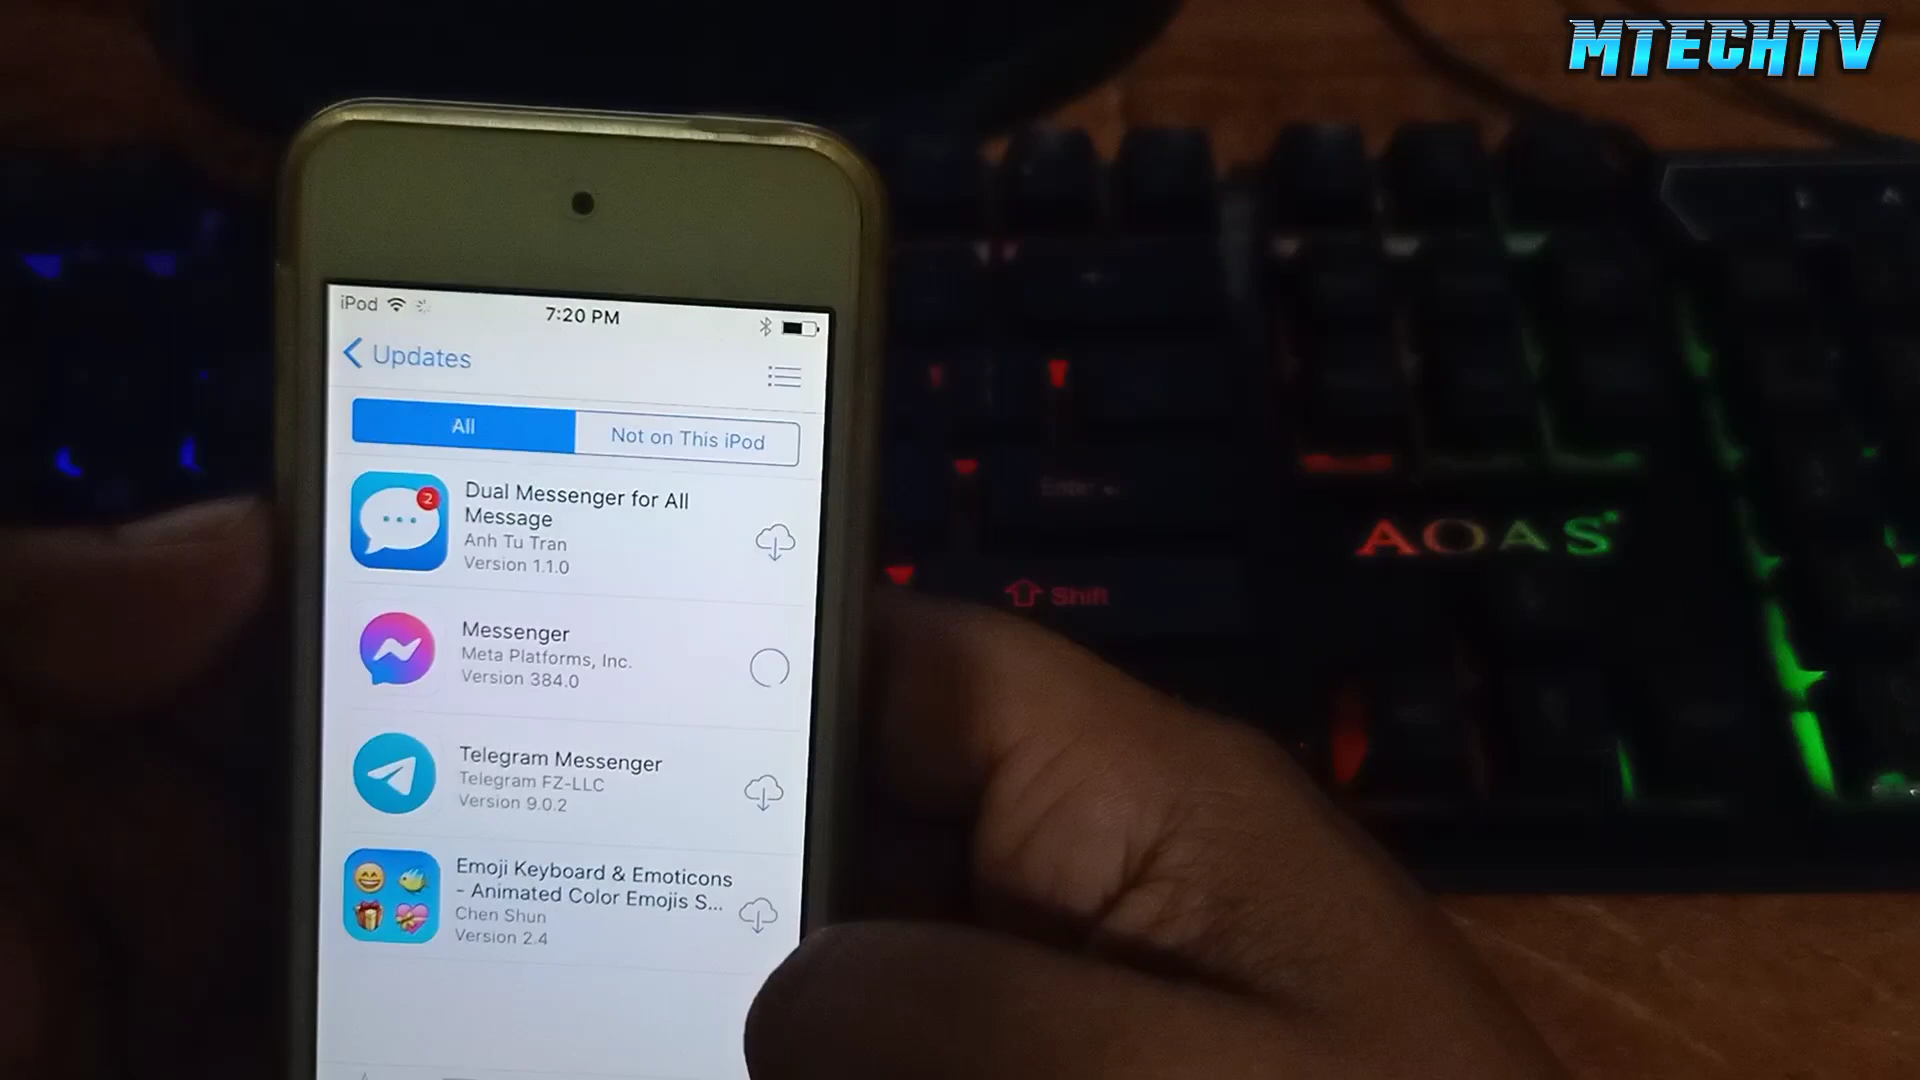 MTECHTV
iPod
7:20 PM
Updates
All
Not on This iPod
2
Dual Messenger for All
Message
Anh Tu Tran
Version 1.1.0
Messenger
Meta Platforms, Inc.
Version 384.0
Telegram Messenger
Telegram FZ-LLC
Version 9.0.2
Emoji Keyboard & Emoticons
- Animated Color Emojis S...
Chen Shun
Version 2.4
Enter
AOAS
Shift